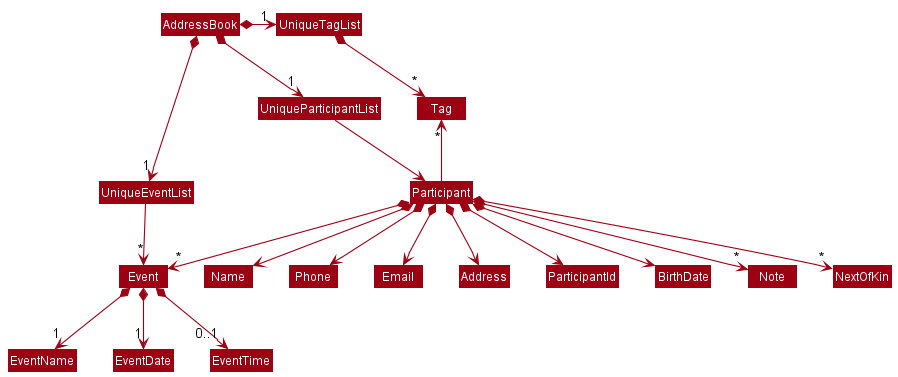 AddressBook
1
UniqueTagList
1
*
UniqueParticipantList
Tag
*
1
UniqueEventList
Participant
*
*
*
*
Event
Name
Phone
Email
Address
ParticipantId
BirthDate
Note
NextOfKin
1
1
0..1
EventName
EventDate
EventTime